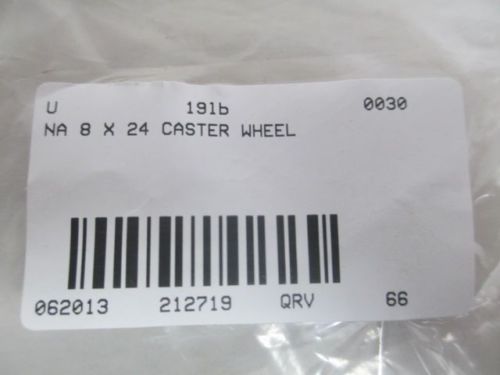 U 191b 0030
NA 8 X 24 CASTER WHEEL
062013 212719 QRV 66